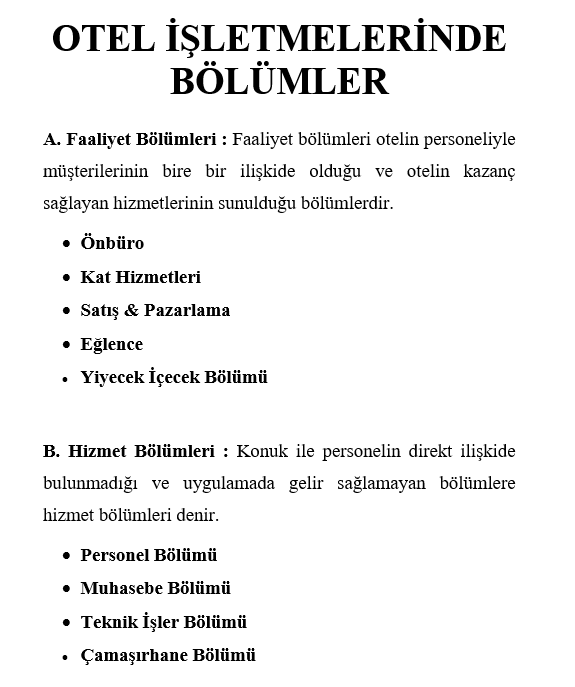 OTEL İŞLETMELERİNDE
BÖLÜMLER
A. Faaliyet Bölümleri : Faaliyet bölümleri otelin personeliyle
müşterilerinin bire bir ilişkide olduğu ve otelin kazanç
sağlayan hizmetlerinin sunulduğu bölümlerdir.
• Önbüro
• Kat Hizmetleri
• Satış & Pazarlama
• Eğlence
• Yiyecek İçecek Bölümü
B. Hizmet Bölümleri : Konuk ile personelin direkt ilişkide
bulunmadığı ve uygulamada gelir sağlamayan bölümlere
hizmet bölümleri denir.
• Personel Bölümü
• Muhasebe Bölümü
• Teknik İşler Bölümü
• Çamaşırhane Bölümü